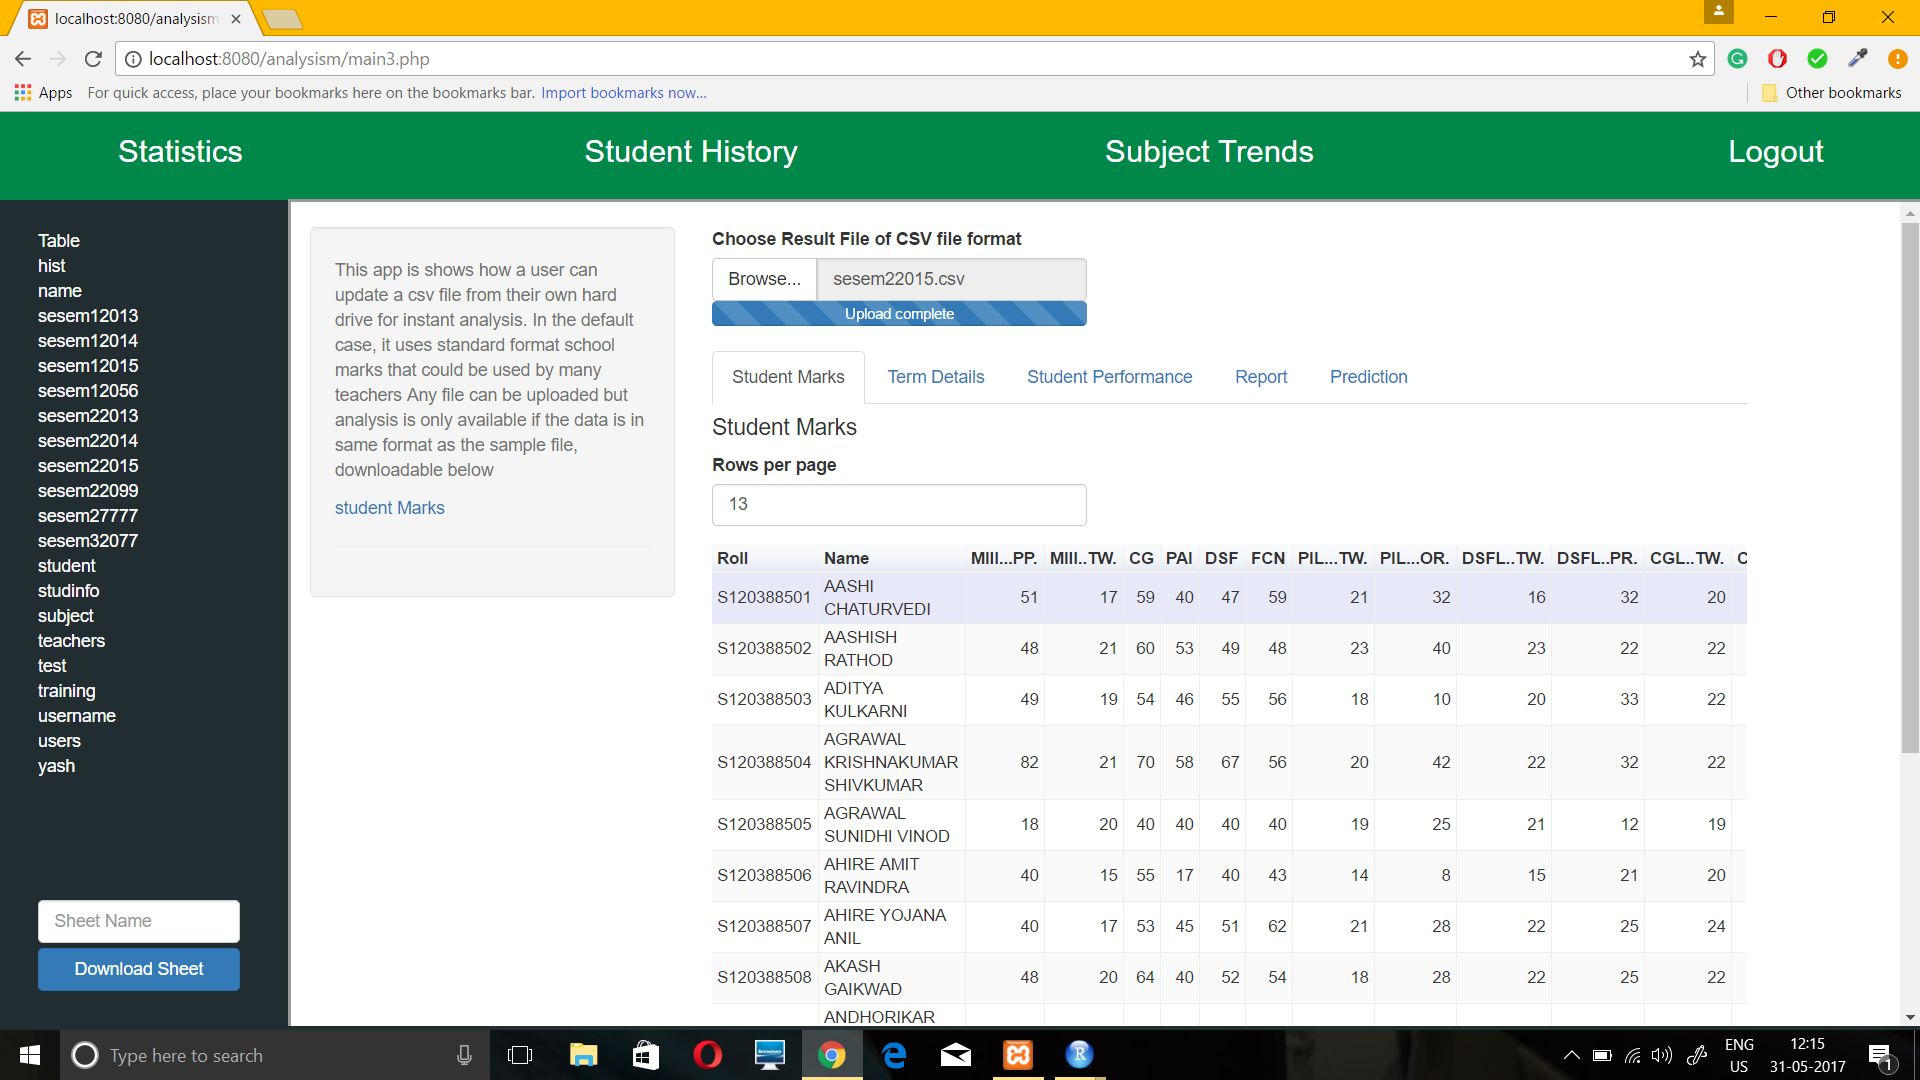 localhost:8080/analysism
localhost:8080/analysism/main3.php
Apps For quick access, place your bookmarks here on the bookmarks bar. Import bookmarks now... Other bookmarks
Statistics Student History Subject Trends Logout
Table
hist
name
sesem12013
sesem12014
sesem12015
sesem12056
sesem22013
sesem22014
sesem22015
sesem22099
sesem27777
sesem32077
student
studinfo
subject
teachers
test
training
username
users
yash
Sheet Name
Download Sheet
This app is shows how a user can
update a csv file from their own hard
drive for instant analysis. In the default
case, it uses standard format school
marks that could be used by many
teachers Any file can be uploaded but
analysis is only available if the data is in
same format as the sample file,
downloadable below
student Marks
Choose Result File of CSV file format
Browse... sesem22015.csv
Upload complete
Student Marks Term Details Student Performance Report Prediction
Student Marks
Rows per page
13
Roll Name MIII...PP. MIII..TW. CG PAI DSF FCN PIL...TW. PIL...OR. DSFL..TW. DSFL..PR. CGL..TW. C
S120388501 AASHI CHATURVEDI 51 17 59 40 47 59 21 32 16 32 20
S120388502 AASHISH RATHOD 48 21 60 53 49 48 23 40 23 22 22
S120388503 ADITYA KULKARNI 49 19 54 46 55 56 18 10 20 33 22
S120388504 AGRAWAL KRISHNAKUMAR SHIVKUMAR 82 21 70 58 67 56 20 42 22 32 22
S120388505 AGRAWAL SUNIDHI VINOD 18 20 40 40 40 40 19 25 21 12 19
S120388506 AHIRE AMIT RAVINDRA 40 15 55 17 40 43 14 8 15 21 20
S120388507 AHIRE YOJANA ANIL 40 17 53 45 51 62 21 28 22 25 24
S120388508 AKASH GAIKWAD 48 20 64 40 52 54 18 28 22 25 22
ANDHORIKAR
Type here to search
ENG
US
12:15
31-05-2017
1